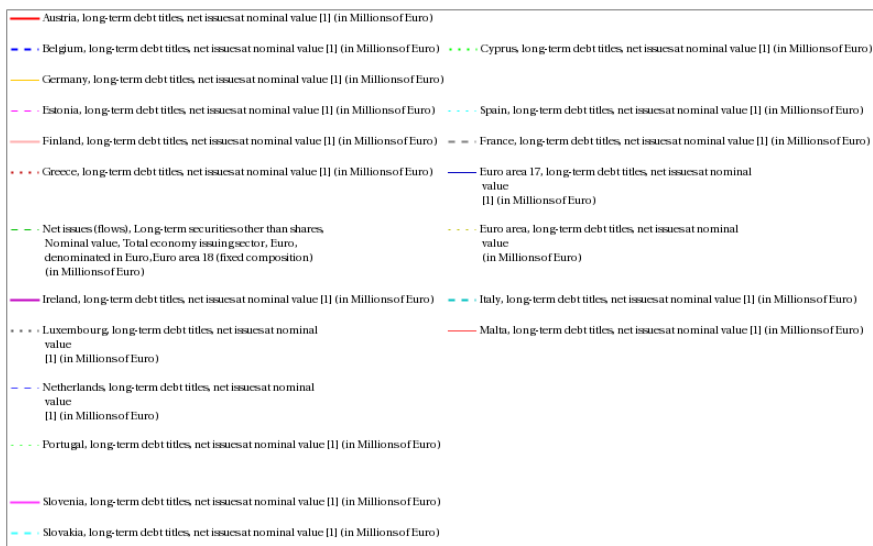 Austria, long-term debt titles, net issues at nominal value [1] (in Millions of Euro)
Belgium, long-term debt titles, net issues at nominal value [1] (in Millions of Euro)
Cyprus, long-term debt titles, net issues at nominal value [1] (in Millions of Euro)
Germany, long-term debt titles, net issues at nominal value [1] (in Millions of Euro)
Estonia, long-term debt titles, net issues at nominal value [1] (in Millions of Euro)
Spain, long-term debt titles, net issues at nominal value [1] (in Millions of Euro)
Finland, long-term debt titles, net issues at nominal value [1] (in Millions of Euro)
France, long-term debt titles, net issues at nominal value [1] (in Millions of Euro)
Greece, long-term debt titles, net issues at nominal value [1] (in Millions of Euro)
Euro area 17, long-term debt titles, net issues at nominal
value
[1] (in Millions of Euro)
Net issues (flows), Long-term securities other than shares,
Nominal value, Total economy issuing sector, Euro,
denominated in Euro,Euro area 18 (fixed composition)
(in Millions of Euro)
Euro area, long-term debt titles, net issues at nominal
value
(in Millions of Euro)
Ireland, long-term debt titles, net issues at nominal value [1] (in Millions of Euro)
Italy, long-term debt titles, net issues at nominal value [1] (in Millions of Euro)
Luxembourg, long-term debt titles, net issues at nominal
value
[1] (in Millions of Euro)
Malta, long-term debt titles, net issues at nominal value [1] (in Millions of Euro)
Netherlands, long-term debt titles, net issues at nominal
value
[1] (in Millions of Euro)
Portugal, long-term debt titles, net issues at nominal value [1] (in Millions of Euro)
Slovenia, long-term debt titles, net issues at nominal value [1] (in Millions of Euro)
Slovakia, long-term debt titles, net issues at nominal value [1] (in Millions of Euro)